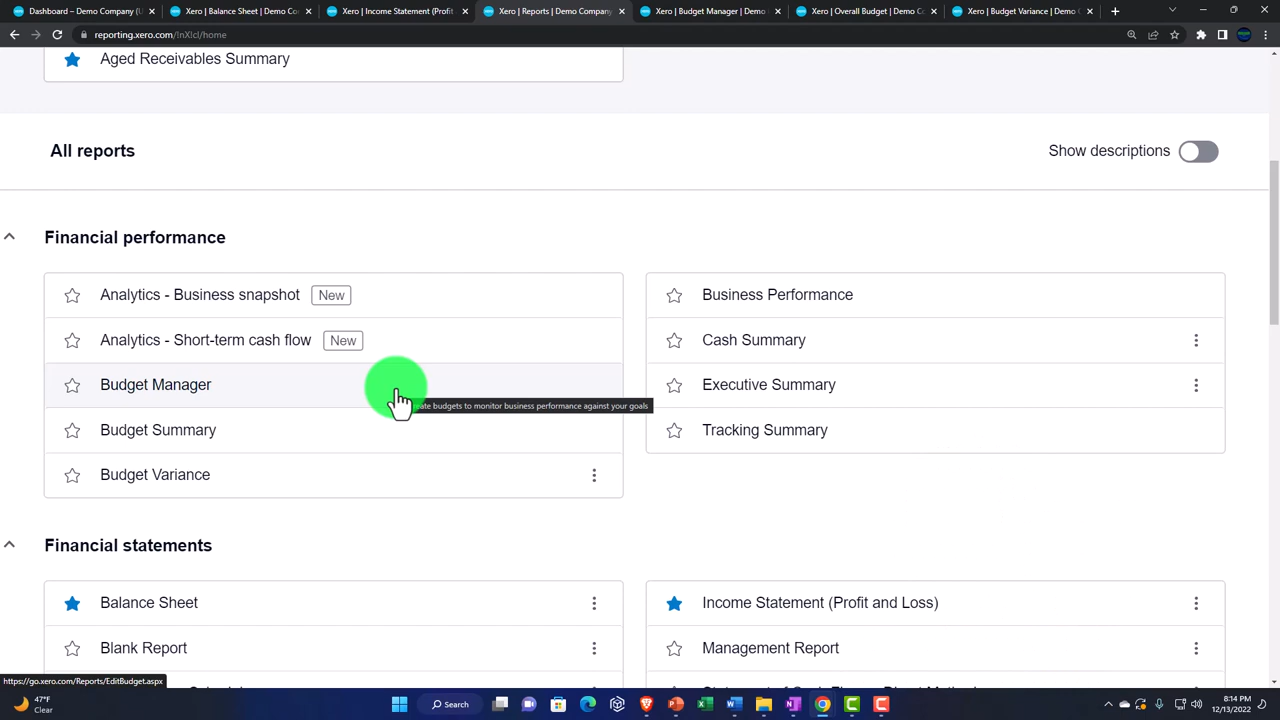 Dashboard – Demo Company (U
Xero | Balance Sheet | Demo Co
Xero | Income Statement (Profit
Xero | Reports | Demo Company
Xero | Budget Manager | Demo
Xero | Overall Budget | Demo C
Xero | Budget Variance | Demo
reporting.xero.com/!nX!cl/home
Aged Receivables Summary
All reports
Show descriptions
Financial performance
Analytics - Business snapshot New
Business Performance
Analytics - Short-term cash flow New
Cash Summary
Budget Manager
Executive Summary
eate budgets to monitor business performance against your goals
Budget Summary
Tracking Summary
Budget Variance
Financial statements
Balance Sheet
Income Statement (Profit and Loss)
Blank Report
Management Report
https://go.xero.com/Reports/EditBudget.aspx
47°F
Clear
Search
8:14 PM
12/13/2022